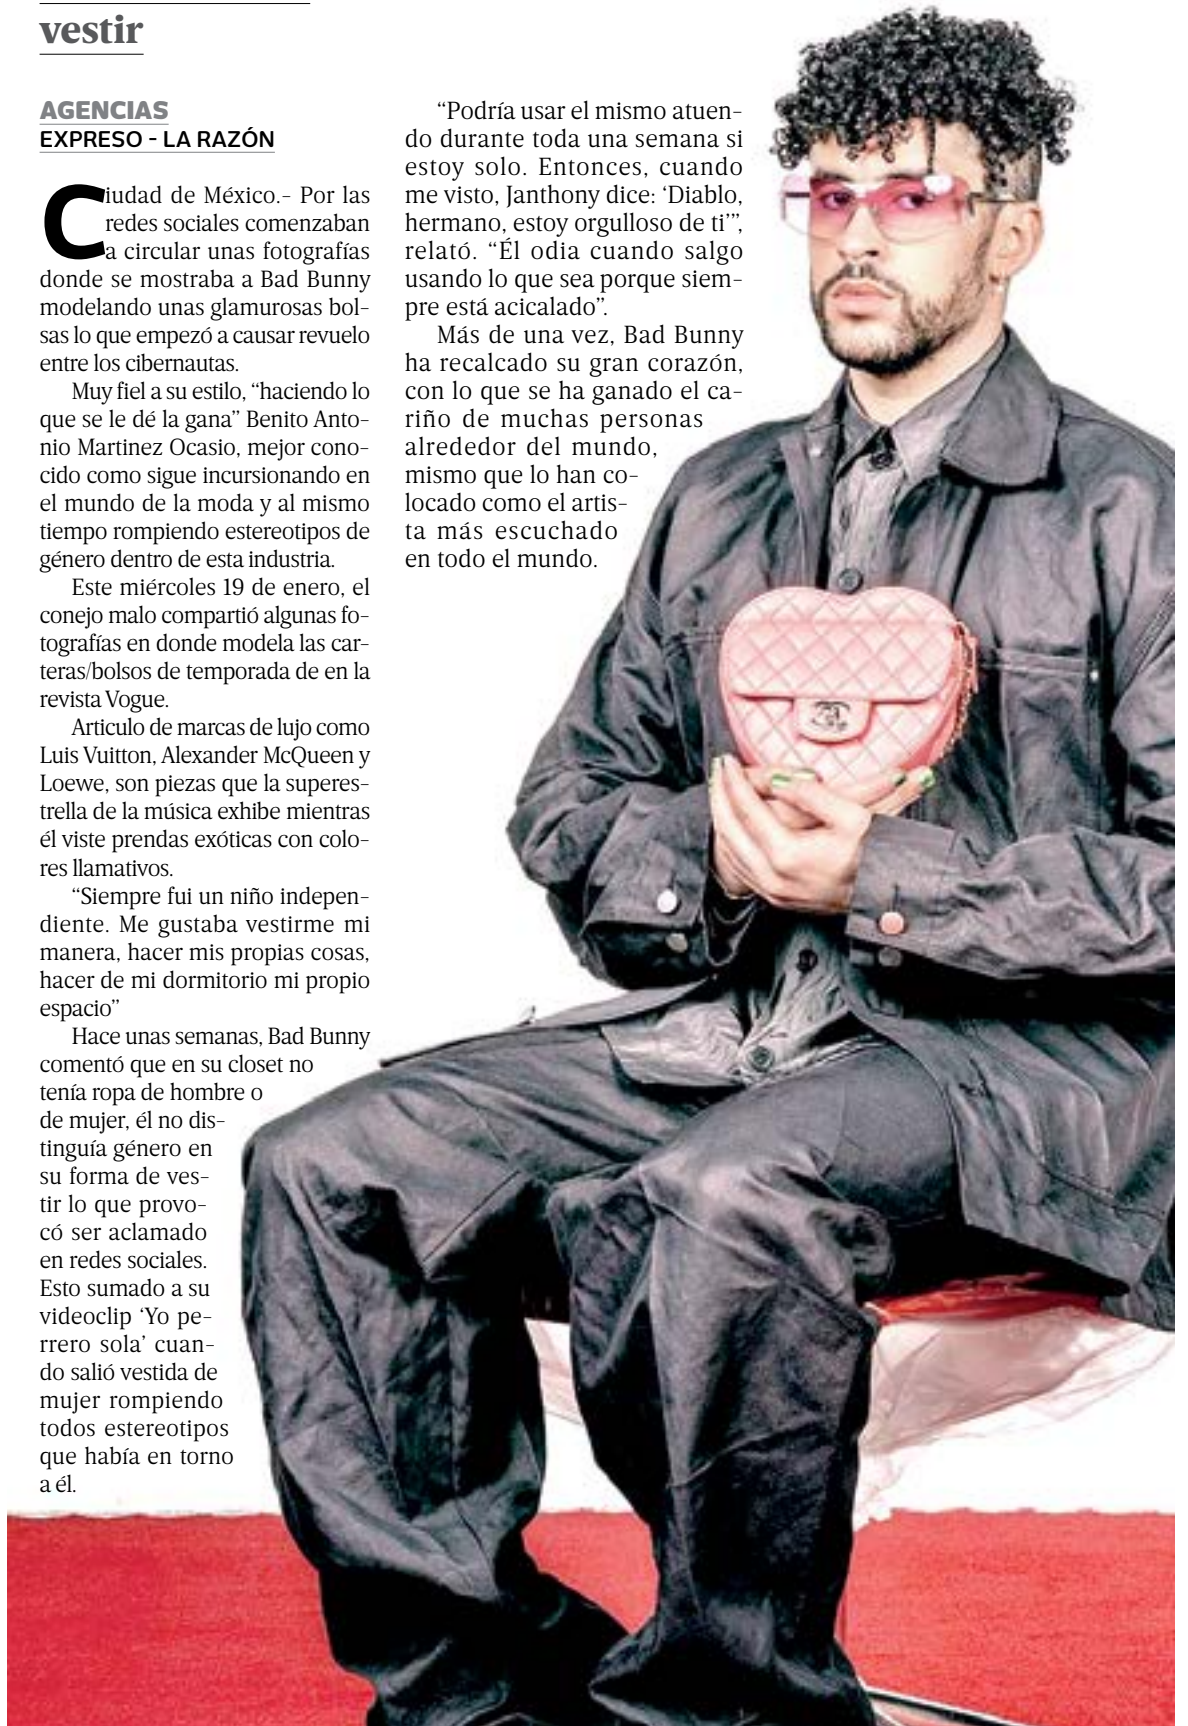 vestir
AGENCIAS
EXPRESO - LA RAZÓN
Ciudad de México.- Por las
redes sociales comenzaban
a circular unas fotografías
donde se mostraba a Bad Bunny
modelando unas glamurosas bol-
sas lo que empezó a causar revuelo
entre los cibernautas.
Muy fiel a su estilo, “haciendo lo
que se le dé la gana” Benito Anto-
nio Martinez Ocasio, mejor cono-
cido como sigue incursionando en
el mundo de la moda y al mismo
tiempo rompiendo estereotipos de
género dentro de esta industria.
Este miércoles 19 de enero, el
conejo malo compartió algunas fo-
tografías en donde modela las car-
teras/bolsos de temporada de en la
revista Vogue.
Articulo de marcas de lujo como
Luis Vuitton, Alexander McQueen y
Loewe, son piezas que la superes-
trella de la música exhibe mientras
él viste prendas exóticas con colo-
res llamativos.
“Siempre fui un niño indepen-
diente. Me gustaba vestirme mi
manera, hacer mis propias cosas,
hacer de mi dormitorio mi propio
espacio”
Hace unas semanas, Bad Bunny
comentó que en su closet no
tenía ropa de hombre o
de mujer, él no dis-
tinguía género en
su forma de ves-
tir lo que provo-
có ser aclamado
en redes sociales.
Esto sumado a su
videoclip ‘Yo pe-
rrero sola’ cuan-
do salió vestida de
mujer rompiendo
todos estereotipos
que había en torno
a él.
“Podría usar el mismo atuen-
do durante toda una semana si
estoy solo. Entonces, cuando
me visto, Janthony dice: ‘Diablo,
hermano, estoy orgulloso de ti’”,
relató. “Él odia cuando salgo
usando lo que sea porque siem-
pre está acicalado”.
Más de una vez, Bad Bunny
ha recalcado su gran corazón,
con lo que se ha ganado el ca-
riño de muchas personas
alrededor del mundo,
mismo que lo han co-
locado como el artis-
ta más escuchado
en todo el mundo.